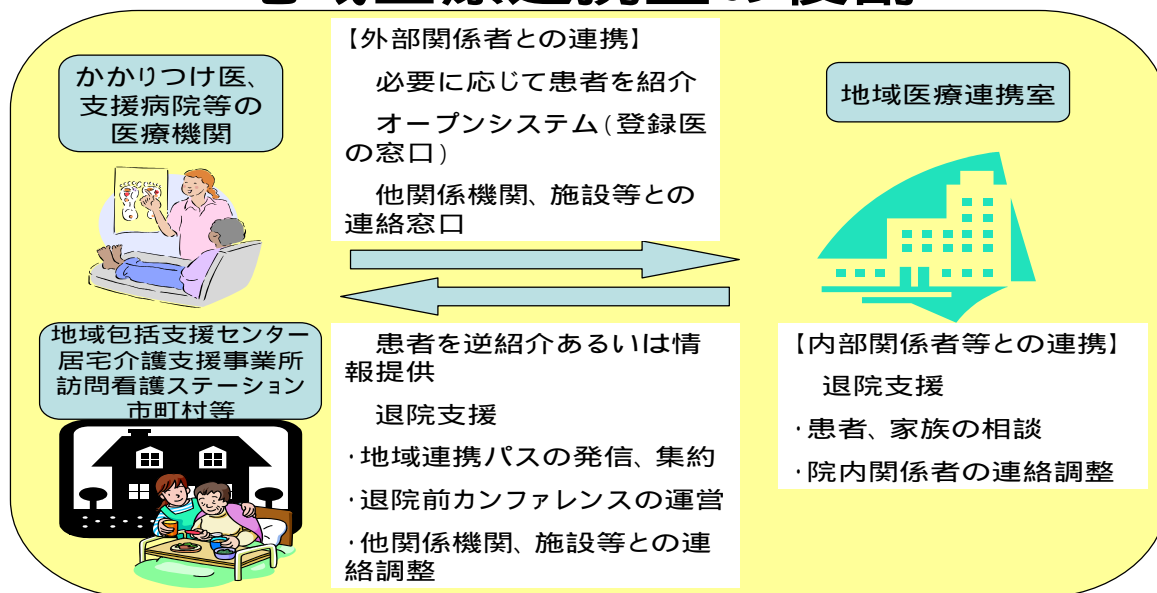 地域医療連携室の役割
かかりつけ医、
支援病院等の
医療機関
【外部関係者との連携】
必要に応じて患者を紹介
オープンシステム(登録医
の窓口)
他関係機関、施設等との
連絡窓口
地域医療連携室
地域包括支援センター
居宅介護支援事業所
訪問看護ステーション
市町村等
患者を逆紹介あるいは情
報提供
退院支援
・地域連携パスの発信、集約
・退院前カンファレンスの運営
・他関係機関、施設等との連
絡調整
【内部関係者等との連携】
退院支援
・患者、家族の相談
・院内関係者の連絡調整